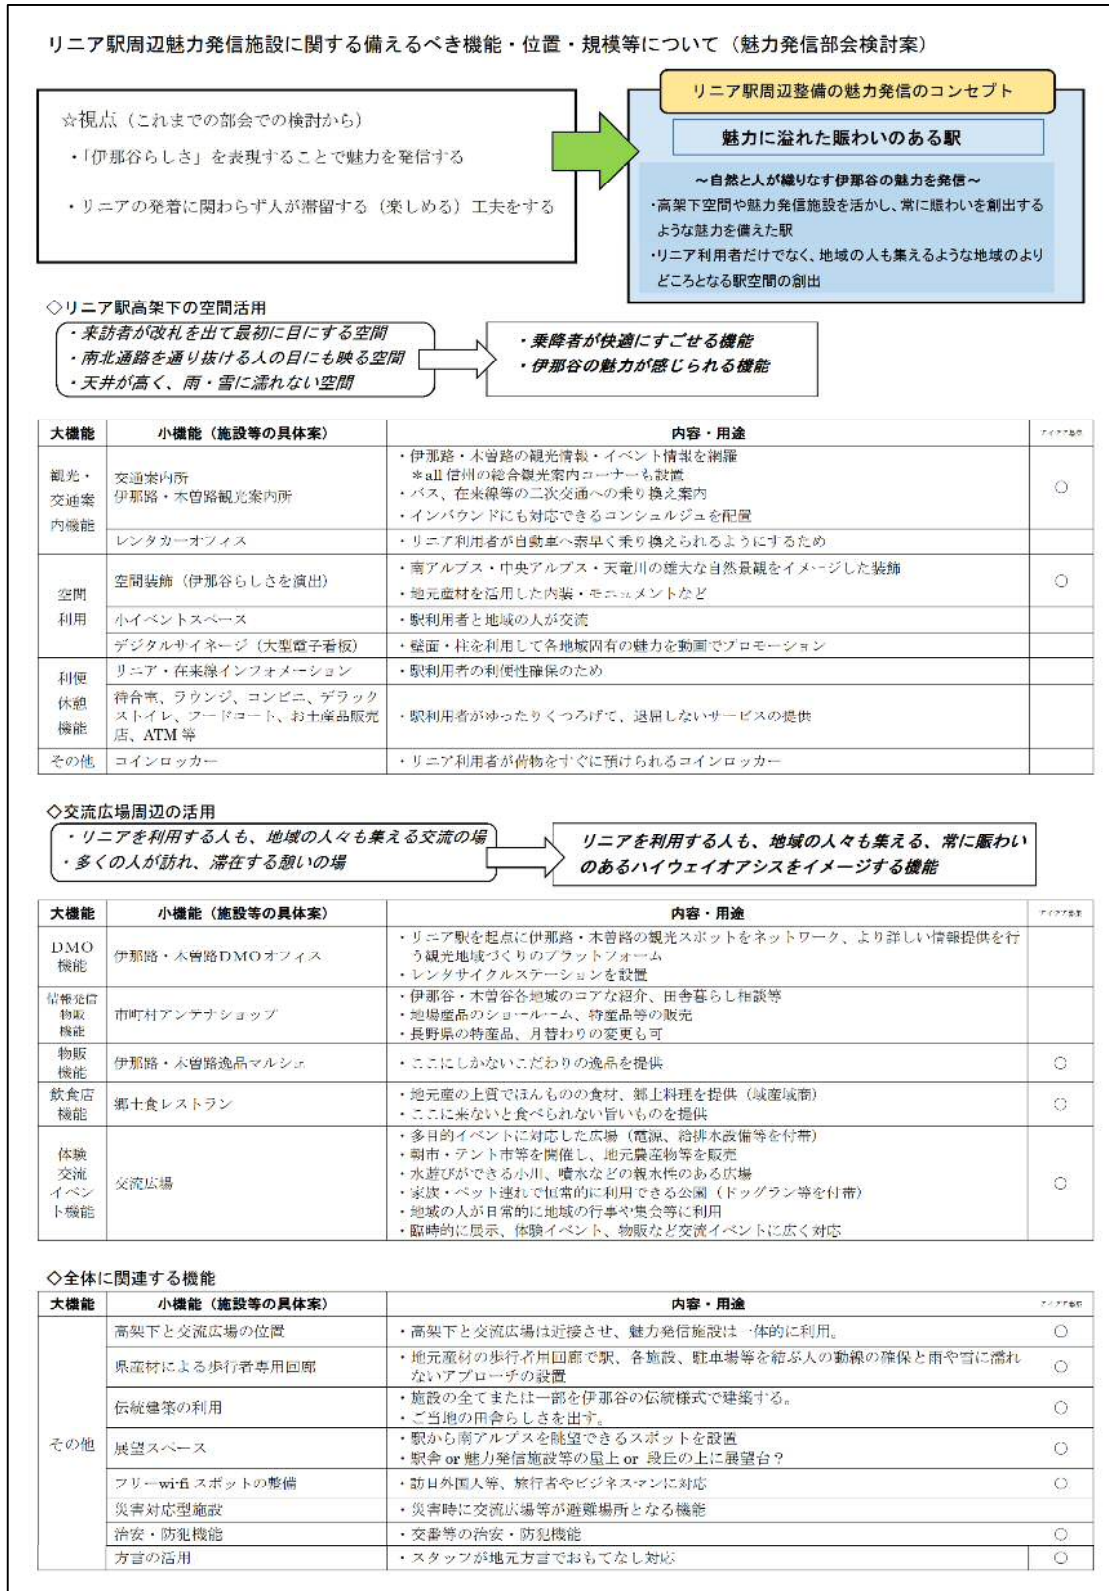 リニア駅周辺魅力発信施設に関する備えるべき機能・位置・規模等について（魅力発信部会検討案）
☆視点（これまでの部会での検討から）
・「伊那谷らしさ」を表現することで魅力を発信する
・リニアの発着に関わらず人が滞留する（楽しめる）工夫をする
リニア駅周辺整備の魅力発信のコンセプト
魅力に溢れた賑わいのある駅
～自然と人が織りなす伊那谷の魅力を発信～
・高架下空間や魅力発信施設を活かし、常に賑わいを創出する
ような魅力を備えた駅
・リニア利用者だけでなく、地域の人も集えるような地域のより
どころとなる駅空間の創出
◇リニア駅高架下の空間活用
・来訪者が改札を出て最初に目にする空間
・南北通路を通り抜ける人の目にも映る空間
・天井が高く、雨・雪に濡れない空間
・乗降者が快適にすごせる機能
・伊那谷の魅力が感じられる機能
大機能 小機能（施設等の具体案） 内容・用途
観光・
交通案
内機能
交通案内所
伊那路・木曽路観光案内所
・伊那路・木曽路の観光情報・イベント情報を網羅
＊all信州の総合観光案内コーナーも設置
・バス、在来線等の二次交通への乗り換え案内
・インバウンドにも対応できるコンシェルジュを配置
○
レンタカーオフィス ・リニア利用者が自動車へ素早く乗り換えられるようにするため
空間
利用
空間装飾（伊那谷らしさを演出）
・南アルプス・中央アルプス・天竜川の雄大な自然景観をイメージした装飾
・地元産材を活用した内装・モニュメントなど
○
小イベントスペース ・駅利用者と地域の人が交流
デジタルサイネージ（大型電子看板） ・壁面・柱を利用して各地域固有の魅力を動画でプロモーション
利便
休憩
機能
リニア・在来線インフォメーション ・駅利用者の利便性確保のため
待合室、ラウンジ、コンビニ、デラック
ストイレ、フードコート、お土産品販売
店、ATM等
・駅利用者がゆったりくつろげて、退屈しないサービスの提供
その他 コインロッカー ・リニア利用者が荷物をすぐに預けられるコインロッカー
◇交流広場周辺の活用
・リニアを利用する人も、地域の人々も集える交流の場
・多くの人が訪れ、滞在する憩いの場
リニアを利用する人も、地域の人々も集える、常に賑わい
のあるハイウェイオアシスをイメージする機能
大機能 小機能（施設等の具体案） 内容・用途
DMO
機能
伊那路・木曽路DMOオフィス
・リニア駅を起点に伊那路・木曽路の観光スポットをネットワーク、より詳しい情報提供を行
う観光地域づくりのプラットフォーム
・レンタサイクルステーションを設置
情報発信
物販
機能
市町村アンテナショップ
・伊那谷・木曽谷各地域のコアな紹介、田舎暮らし相談等
・地場産品のショールーム、特産品等の販売
・長野県の特産品、月替わりの変更も可
物販
機能
伊那路・木曽路逸品マルシェ ・ここにしかないこだわりの逸品を提供 ○
飲食店
機能
郷土食レストラン
・地元産の上質でほんものの食材、郷土料理を提供（域産域商）
・ここに来ないと食べられない旨いものを提供
○
体験
交流
イベン
ト機能
交流広場
・多目的イベントに対応した広場（電源、給排水設備等を付帯）
・朝市・テント市等を開催し、地元農産物等を販売
・水遊びができる小川、噴水などの親水性のある広場
・家族・ペット連れで恒常的に利用できる公園（ドッグラン等を付帯）
・地域の人が日常的に地域の行事や集会等に利用
・臨時的に展示、体験イベント、物販など交流イベントに広く対応
○
◇全体に関連する機能
大機能 小機能（施設等の具体案） 内容・用途
その他
高架下と交流広場の位置 ・高架下と交流広場は近接させ、魅力発信施設は一体的に利用。 ○
県産材による歩行者専用回廊
・地元産材の歩行者用回廊で駅、各施設、駐車場等を結ぶ人の動線の確保と雨や雪に濡れ
ないアプローチの設置
○
伝統建築の利用
・施設の全てまたは一部を伊那谷の伝統様式で建築する。
・ご当地の田舎らしさを出す。
○
展望スペース
・駅から南アルプスを眺望できるスポットを設置
・駅舎or魅力発信施設等の屋上or段丘の上に展望台？
○
フリーwi-fiスポットの整備 ・訪日外国人等、旅行者やビジネスマンに対応 ○
災害対応型施設 ・災害時に交流広場等が避難場所となる機能
治安・防犯機能 ・交番等の治安・防犯機能 ○
方言の活用 ・スタッフが地元方言でおもてなし対応 ○